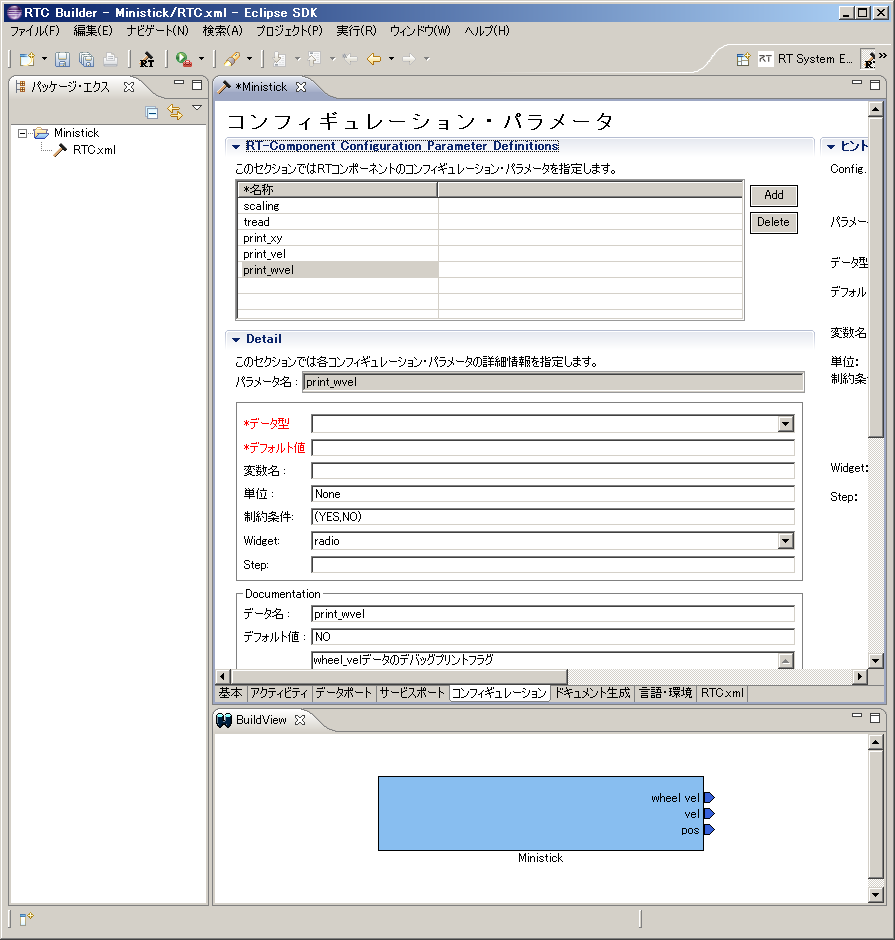 RTC Builder - Ministick/RTC.xml - Eclipse SDK
ファイル(F) 編集(E) ナビゲート(N) 検索(A) プロジェクト(P) 実行(R) ウィンドウ(W) ヘルプ(H)
RT RT RT System E... R »
パッケージ・エクス
Ministick
RTC.xml
*Ministick
コンフィギュレーション・パラメータ
RT-Component Configuration Parameter Definitions
このセクションではRTコンポーネントのコンフィギュレーション・パラメータを指定します。
*名称
scaling
tread
print_xy
print_vel
print_wvel
Add
Delete
Detail
このセクションでは各コンフィギュレーション・パラメータの詳細情報を指定します。
パラメータ名: print_wvel
*データ型
*デフォルト値
変数名:
単位: None
制約条件: (YES,NO)
Widget: radio
Step:
Documentation
データ名: print_wvel
デフォルト値: NO
wheel_velデータのデバッグプリントフラグ
ヒント
Config.
パラメー
データ型
デフォル
変数名
単位:
制約条件
Widget:
Step:
基本 アクティビティ データポート サービスポート コンフィギュレーション ドキュメント生成 言語・環境 RTC.xml
BuildView
wheel vel
vel
pos
Ministick